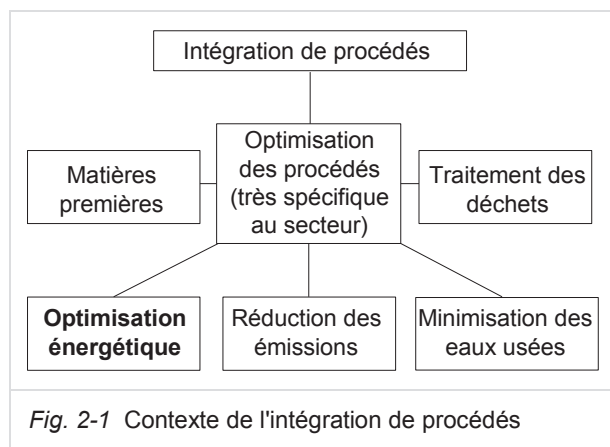 Intégration de procédés
Optimisation
des procédés
(très spécifique
au secteur)
Matières
premières
Traitement des
déchets
Optimisation
énergétique
Réduction des
émissions
Minimisation des
eaux usées
Fig. 2-1 Contexte de l'intégration de procédés